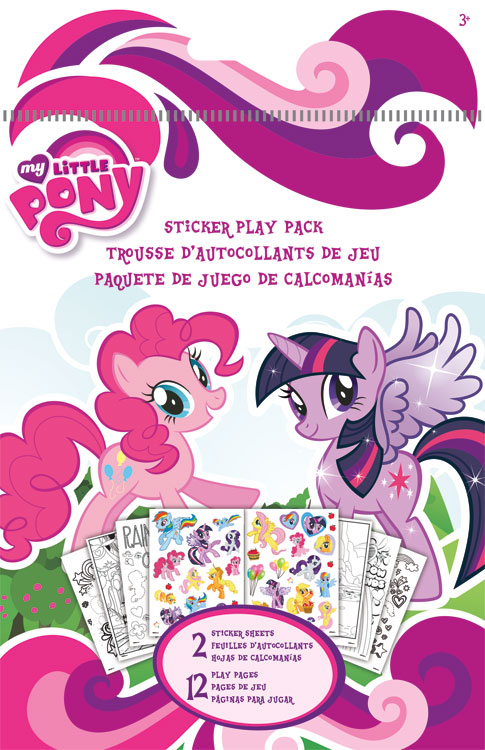 3+
my LITTLE
PONY
STICKER PLAY PACK
TROUSSE D'AUTOCOLLANTS DE JEU
PAQUETE DE JUEGO DE CALCOMANÍAS
RAIN
2 STICKER SHEETS
FEUILLES D'AUTOCOLLANTS
HOJAS DE CALCOMANÍAS
12 PLAY PAGES
PAGES DE JEU
PÁGINAS PARA JUGAR